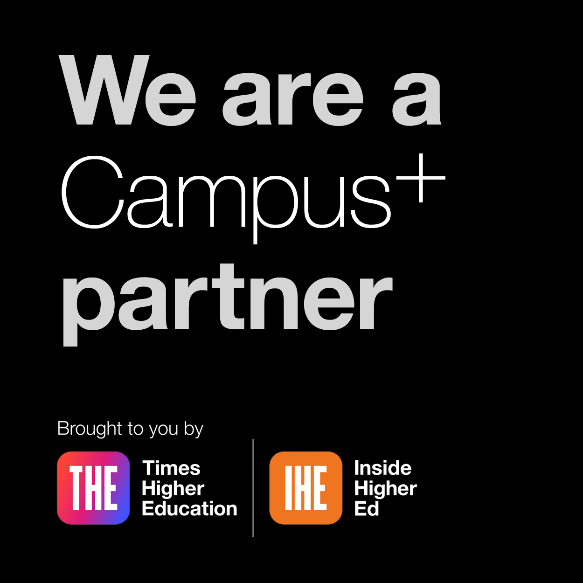 We are a
Campus+
partner
Brought to you by
THE
Times
Higher
Education
IHE
Inside
Higher
Ed